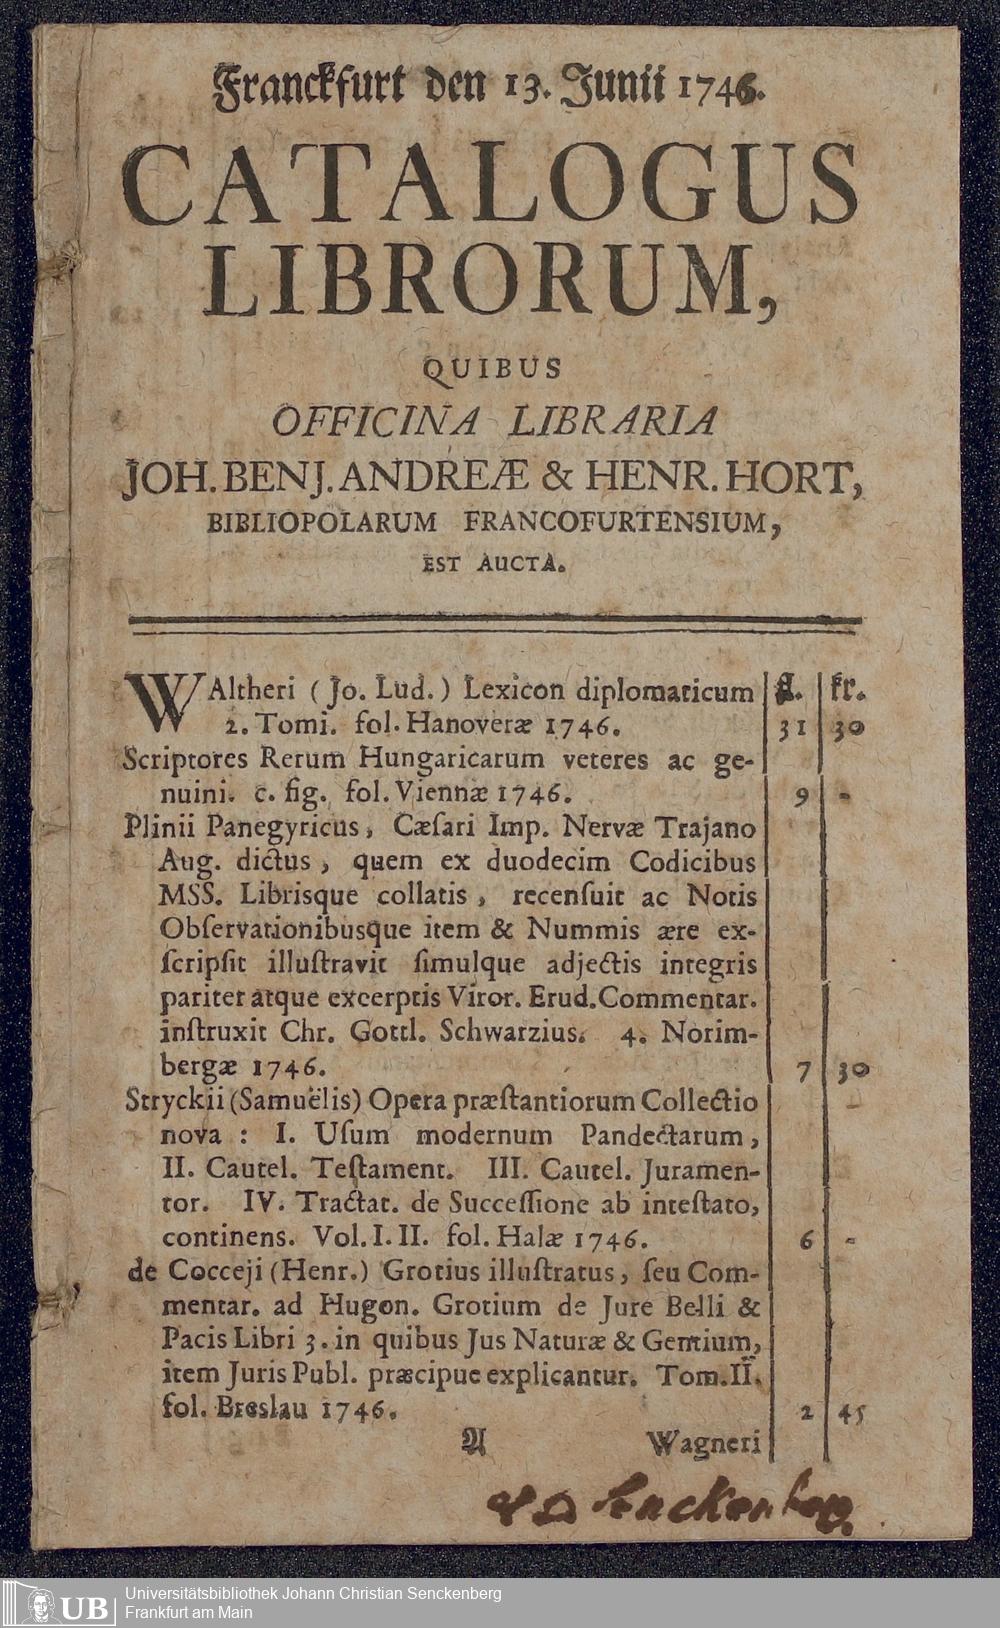 Franckfurt den 13. Junii 1746.
CATALOGUS
LIBRORUM,
QUIBUS
OFFICINA LIBRARIA
JOH. BENJ. ANDREÆ & HENR. HORT,
BIBLIOPOLARUM FRANCOFURTENSIUM,
EST AUCTA.
WAltheri (Jo. Lud.) Lexicon diplomaticum fl. kr.
2. Tomi. fol. Hanoveræ 1746. 31 30
Scriptores Rerum Hungaricarum veteres ac ge-
nuini. c. fig. fol. Viennæ 1746. 9 -
Plinii Panegyricus, Cæſari Imp. Nervæ Trajano
Aug. dictus, quem ex duodecim Codicibus
MSS. Librisque collatis, recenſuit ac Notis
Obſervationibusque item & Nummis ære ex-
ſcripſit illuſtravit ſimulque adjectis integris
pariter atque excerptis Viror. Erud. Commentar.
inſtruxit Chr. Gottl. Schwarzius. 4. Norim-
bergæ 1746. 7 30
Stryckii (Samuëlis) Opera præſtantiorum Collectio
nova : I. Uſum modernum Pandectarum,
II. Cautel. Teſtament. III. Cautel. Juramen-
tor. IV. Tractat. de Succeſſione ab inteſtato,
continens. Vol. I. II. fol. Halæ 1746. 6 -
de Cocceji (Henr.) Grotius illuſtratus, ſeu Com-
mentar. ad Hugon. Grotium de Jure Belli &
Pacis Libri 3. in quibus Jus Naturæ & Gentium,
item Juris Publ. præcipue explicantur. Tom. II.
fol. Breslau 1746. 2 45
A Wagneri
Senckenberg.
UB
Universitätsbibliothek Johann Christian Senckenberg
Frankfurt am Main